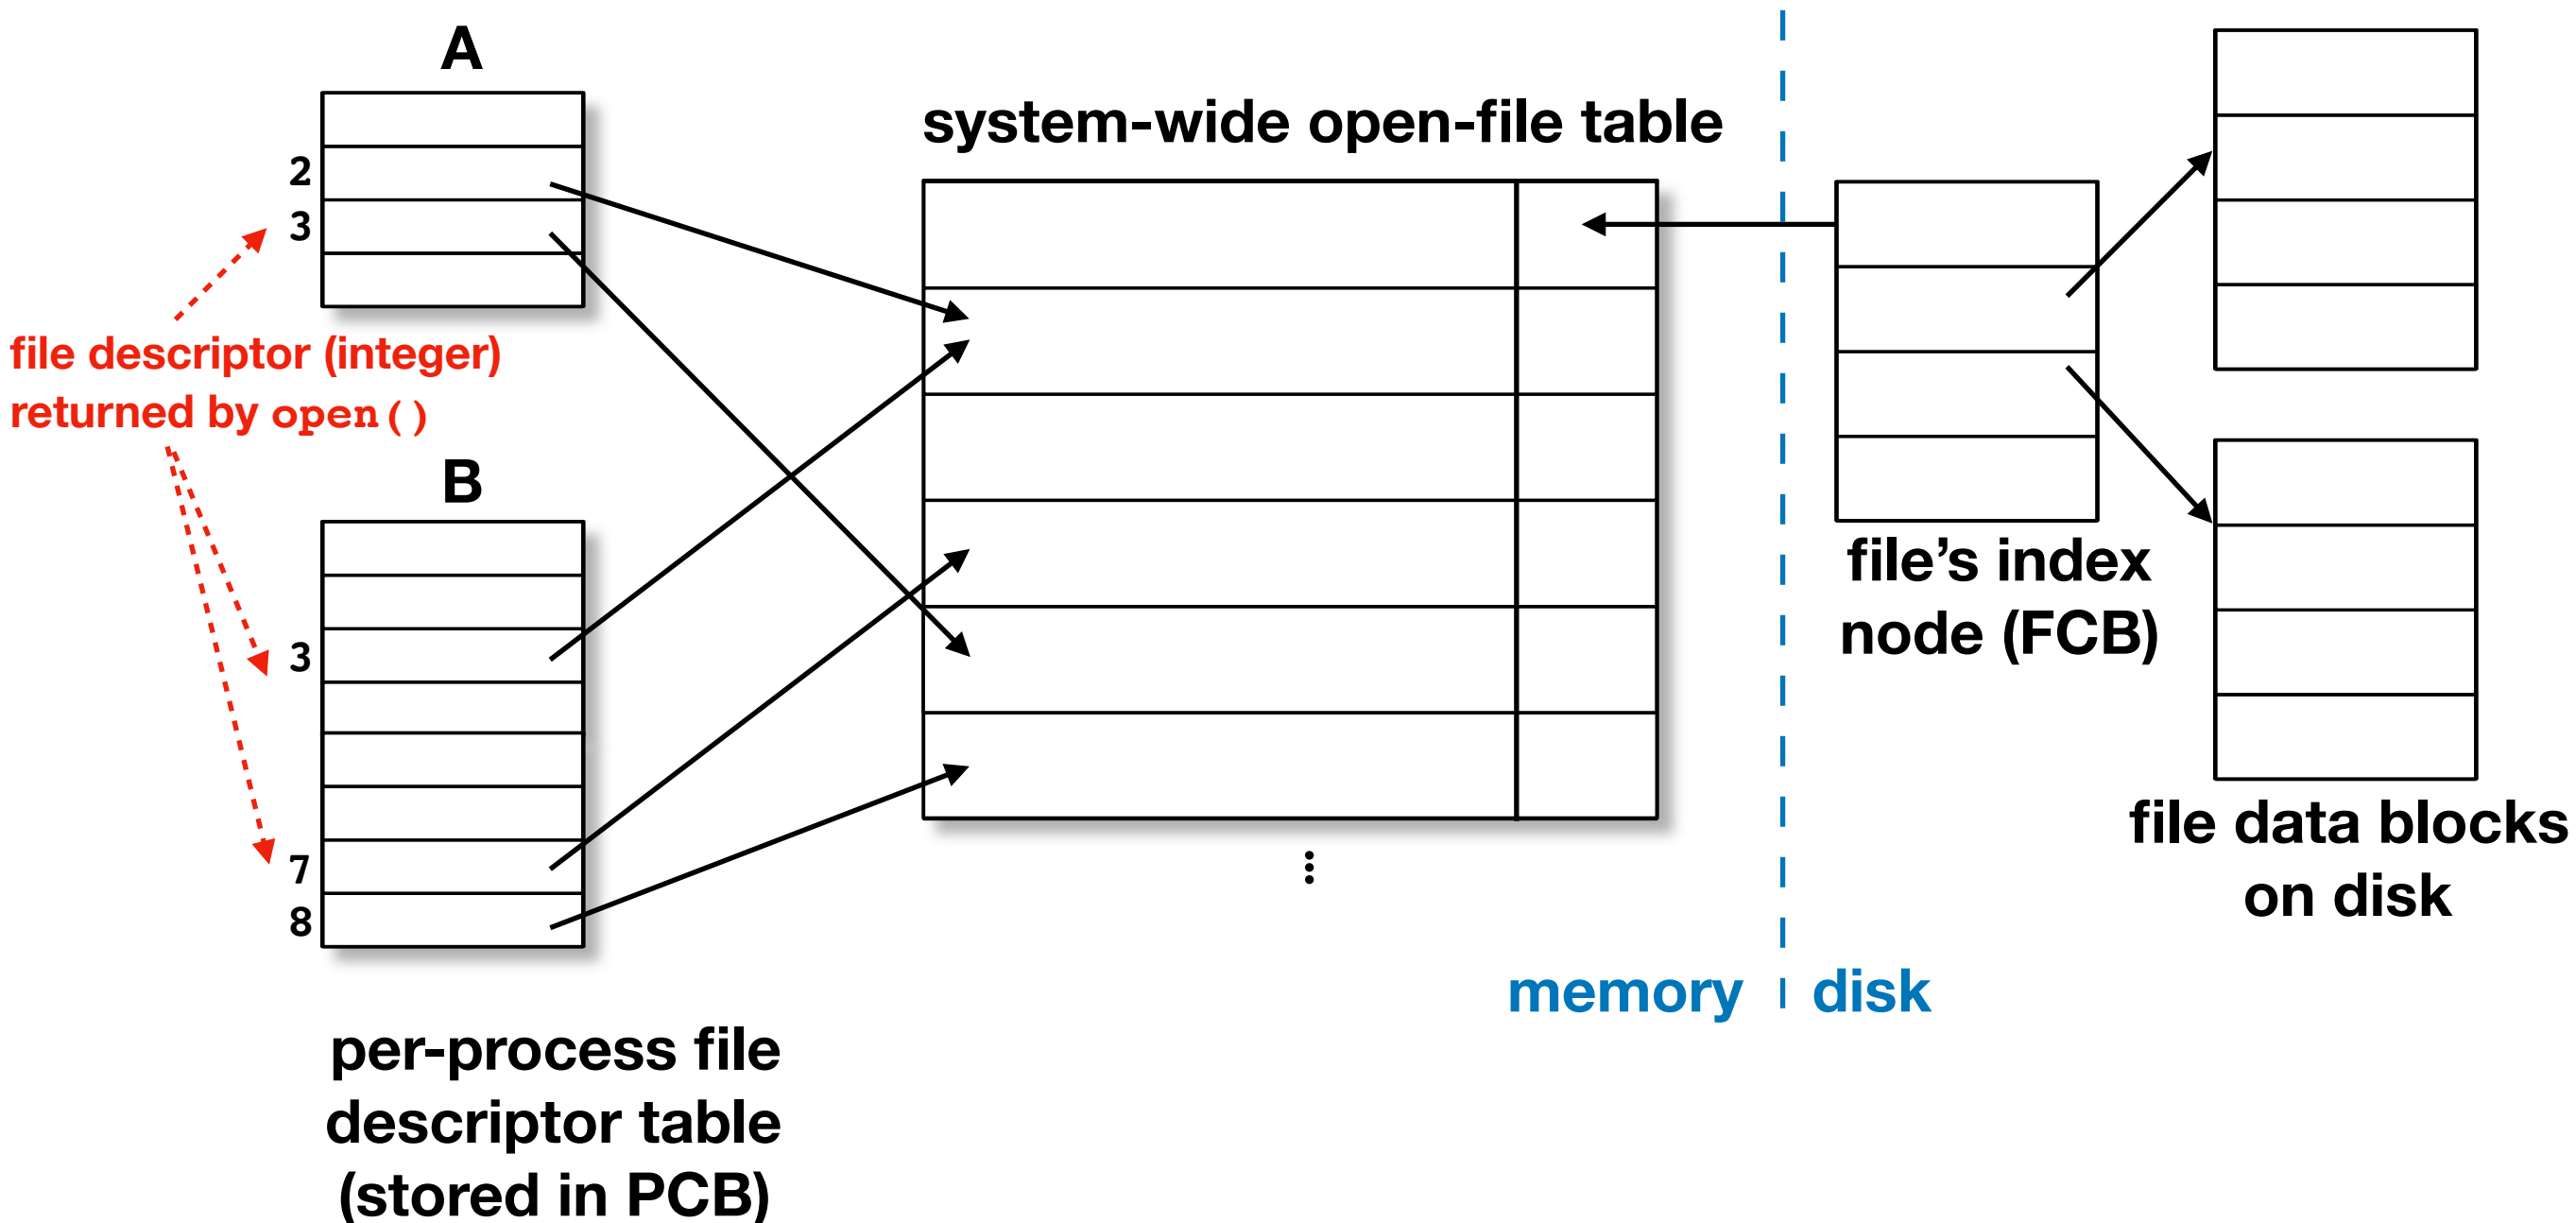 A
system-wide open-file table
2
3
file descriptor (integer)
returned by open()
B
3
7
8
file's index
node (FCB)
file data blocks
on disk
memory
disk
per-process file
descriptor table
(stored in PCB)